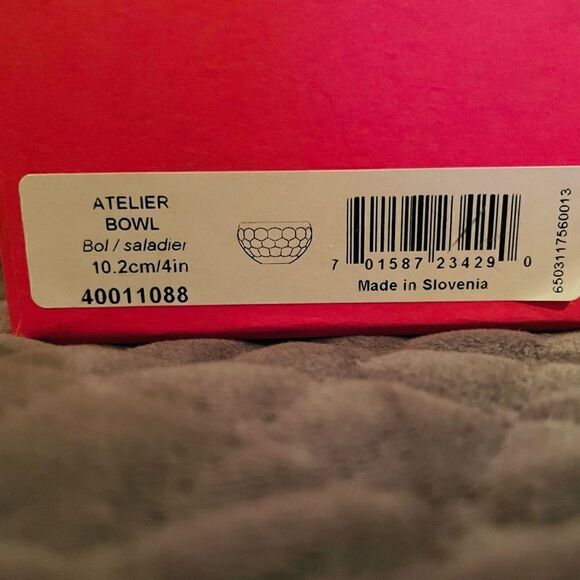 ATELIER
BOWL
Bol / saladier
10.2cm/4in
40011088
7 01587 23429 0
Made in Slovenia
6503117560013